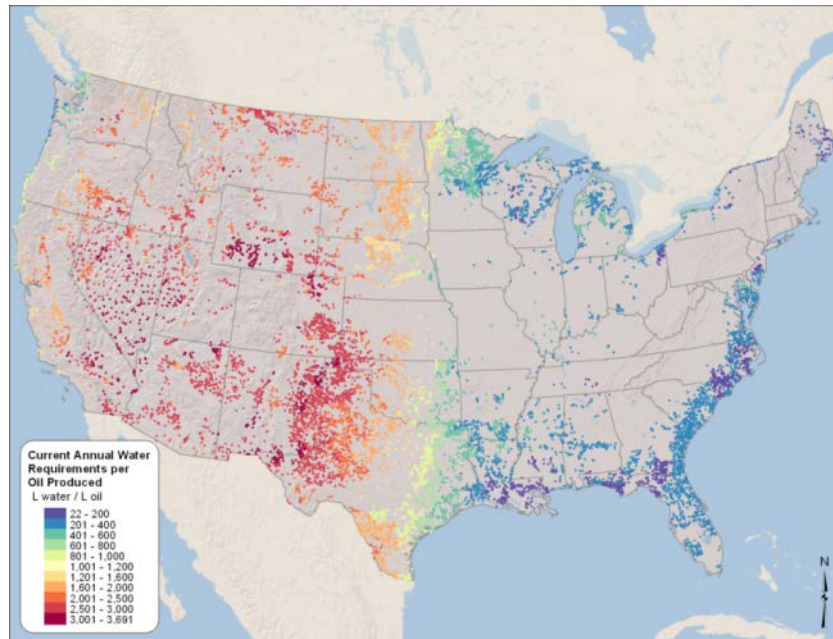 N
Current Annual Water
Requirements per
Oil Produced
L water / L oil
22 - 200
201 - 400
401 - 600
601 - 800
801 - 1,000
1,001 - 1,200
1,201 - 1,600
1,601 - 2,000
2,001 - 2,500
2,501 - 3,000
3,001 - 3,691